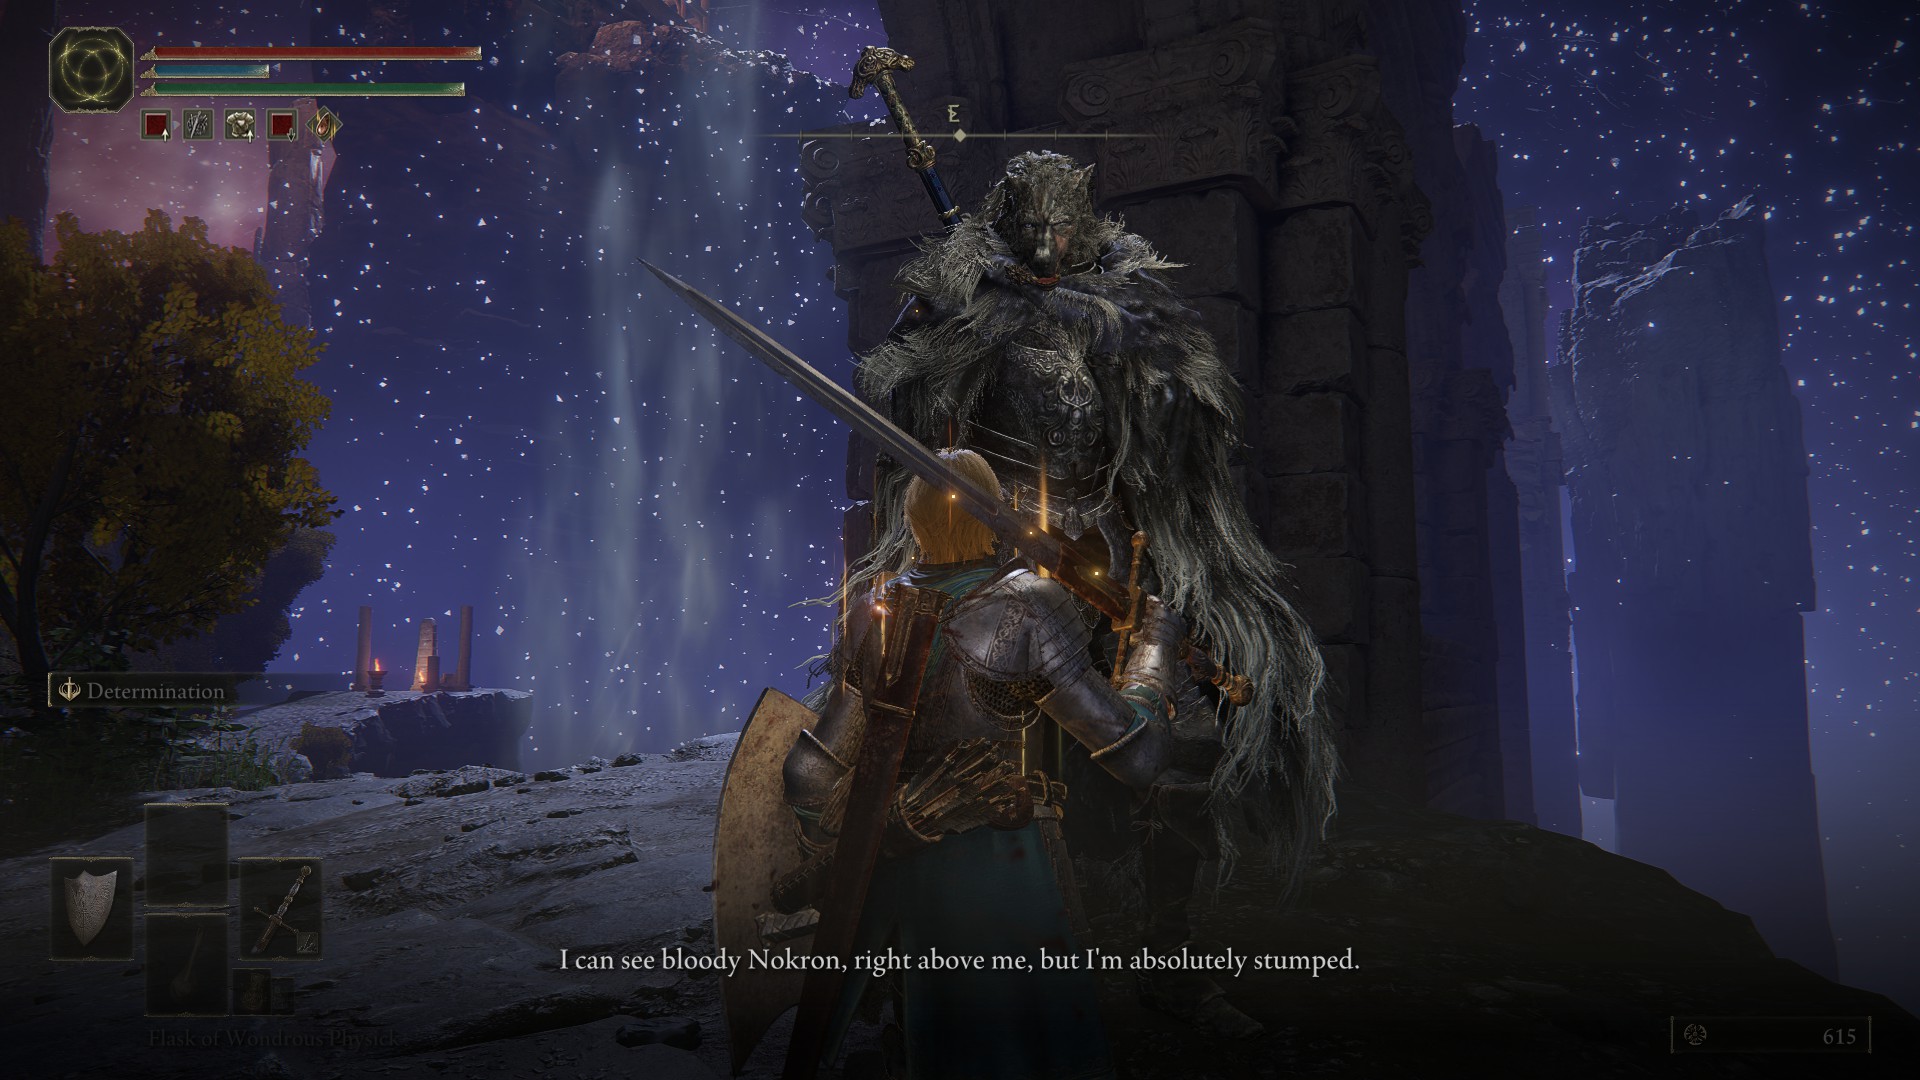 E
Determination
I can see bloody Nokron, right above me, but I'm absolutely stumped.
Flask of Wondrous Physick
615